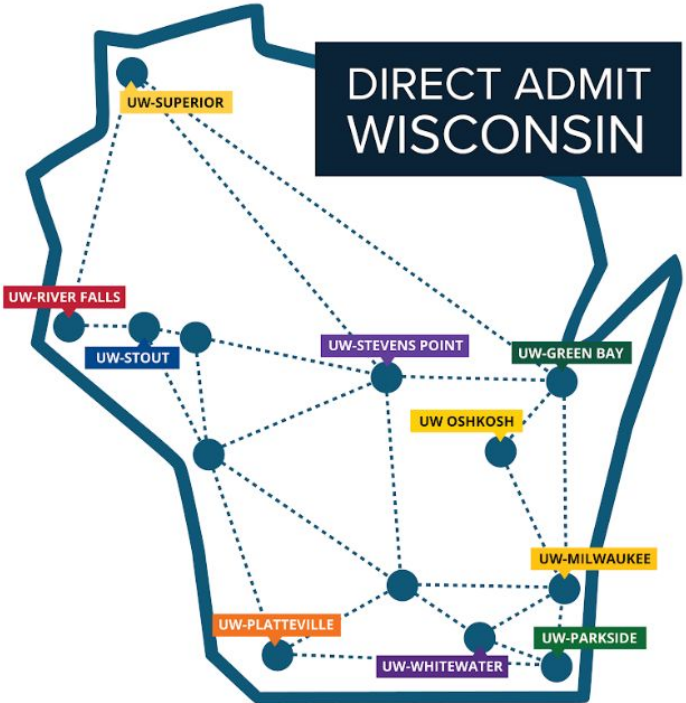 DIRECT ADMIT
WISCONSIN
UW-SUPERIOR
UW-RIVER FALLS
UW-STOUT
UW-STEVENS POINT
UW-GREEN BAY
UW OSHKOSH
UW-MILWAUKEE
UW-PLATTEVILLE
UW-PARKSIDE
UW-WHITEWATER